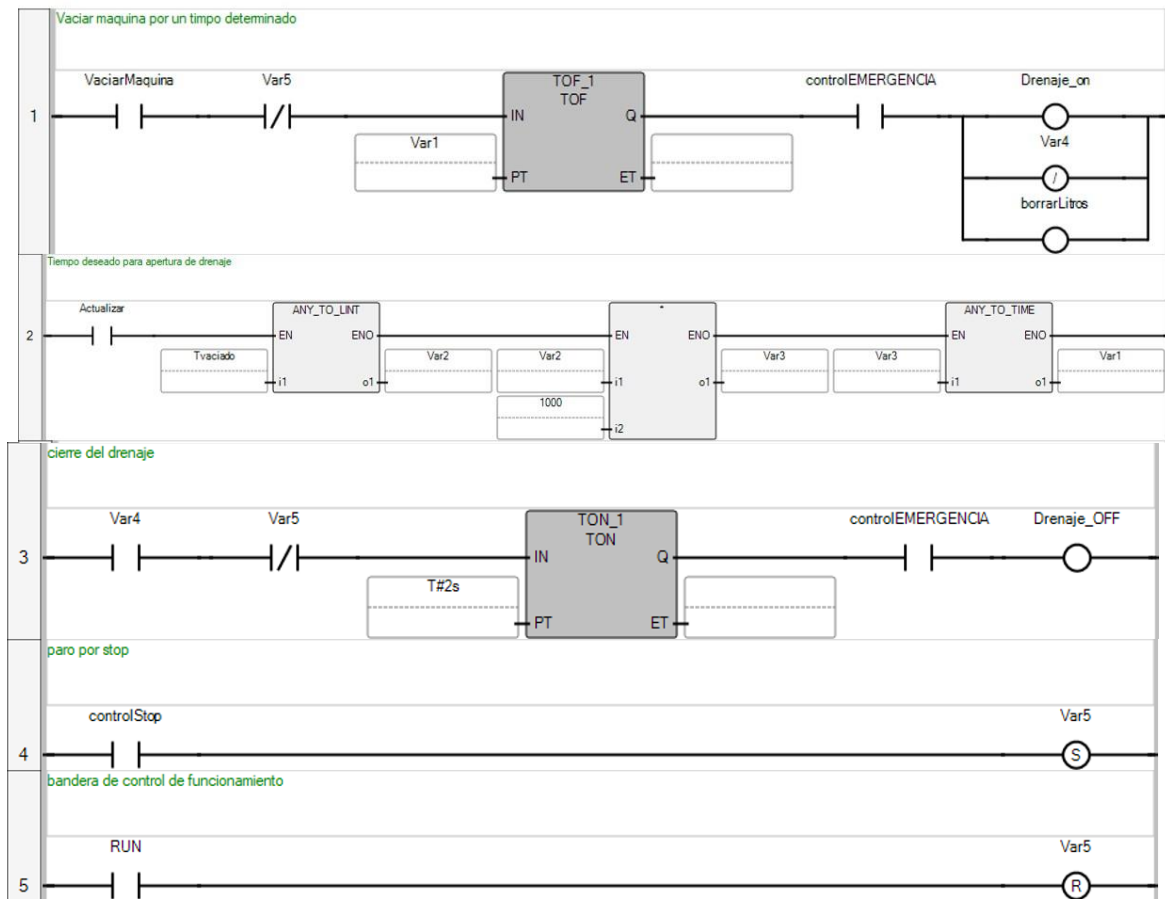 Vaciar maquina por un timpo determinado
VaciarMaquina Var5 TOF_1 controlEMERGENCIA Drenaje_on
TOF
1 IN Q
Var1 Var4
PT ET /
borrarLitros
Tiempo deseado para apertura de drenaje
Actualizar ANY_TO_LINT * ANY_TO_TIME
2 EN ENO EN ENO EN ENO
Tvaciado Var2 Var2 Var3 Var3 Var1
i1 o1 i1 o1 i1 o1
1000
i2
cierre del drenaje
Var4 Var5 TON_1 controlEMERGENCIA Drenaje_OFF
TON
3 IN Q
T#2s
PT ET
paro por stop
controlStop Var5
4 S
bandera de control de funcionamiento
RUN Var5
5 R